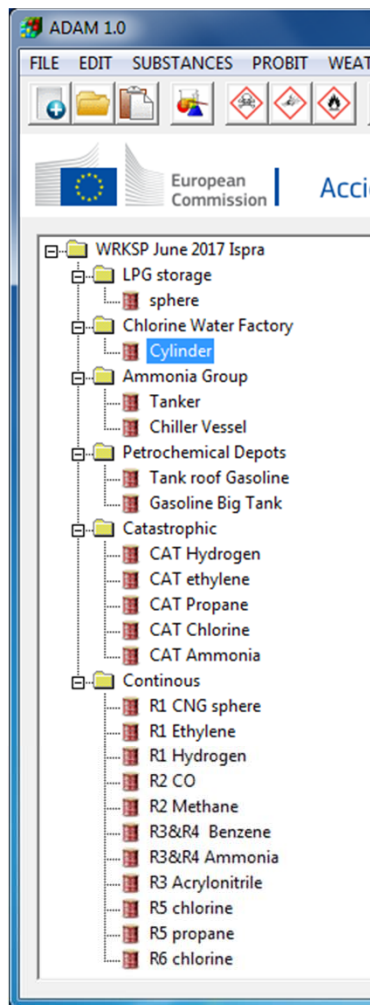 ADAM 1.0
FILE EDIT SUBSTANCES PROBIT
European
Commission
WRKSP June 2017 Ispra
LPG storage
sphere
Chlorine Water Factory
Cylinder
Ammonia Group
Tanker
Chiller Vessel
Petrochemical Depots
Tank roof Gasoline
Gasoline Big Tank
Catastrophic
CAT Hydrogen
CAT ethylene
CAT Propane
CAT Chlorine
CAT Ammonia
Continous
R1 CNG sphere
R1 Ethylene
R1 Hydrogen
R2 CO
R2 Methane
R3&R4 Benzene
R3&R4 Ammonia
R3 Acrylonitrile
R5 chlorine
R5 propane
R6 chlorine